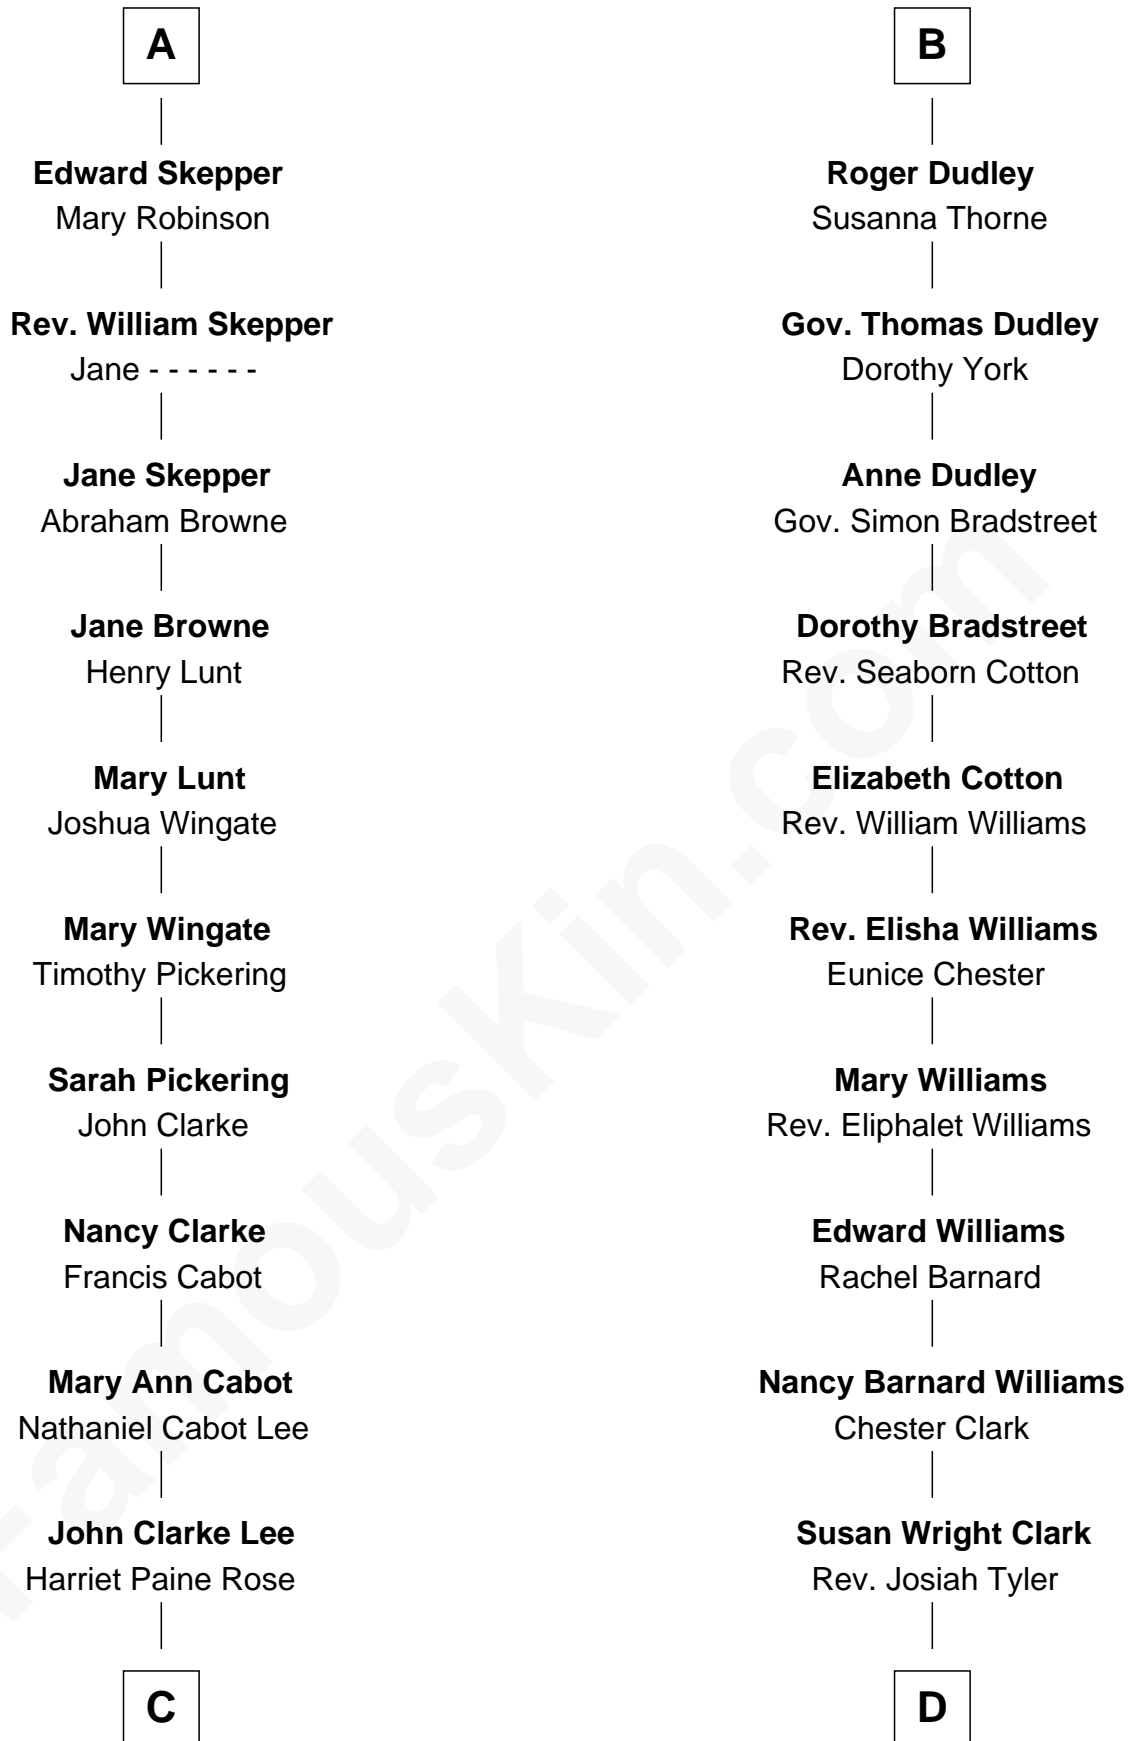 A
Edward Skepper
Mary Robinson
Rev. William Skepper
Jane - - - - - -
Jane Skepper
Abraham Browne
Jane Browne
Henry Lunt
Mary Lunt
Joshua Wingate
Mary Wingate
Timothy Pickering
Sarah Pickering
John Clarke
Nancy Clarke
Francis Cabot
Mary Ann Cabot
Nathaniel Cabot Lee
John Clarke Lee
Harriet Paine Rose
C
B
Roger Dudley
Susanna Thorne
Gov. Thomas Dudley
Dorothy York
Anne Dudley
Gov. Simon Bradstreet
Dorothy Bradstreet
Rev. Seaborn Cotton
Elizabeth Cotton
Rev. William Williams
Rev. Elisha Williams
Eunice Chester
Mary Williams
Rev. Eliphalet Williams
Edward Williams
Rachel Barnard
Nancy Barnard Williams
Chester Clark
Susan Wright Clark
Rev. Josiah Tyler
D
FamousKin.com